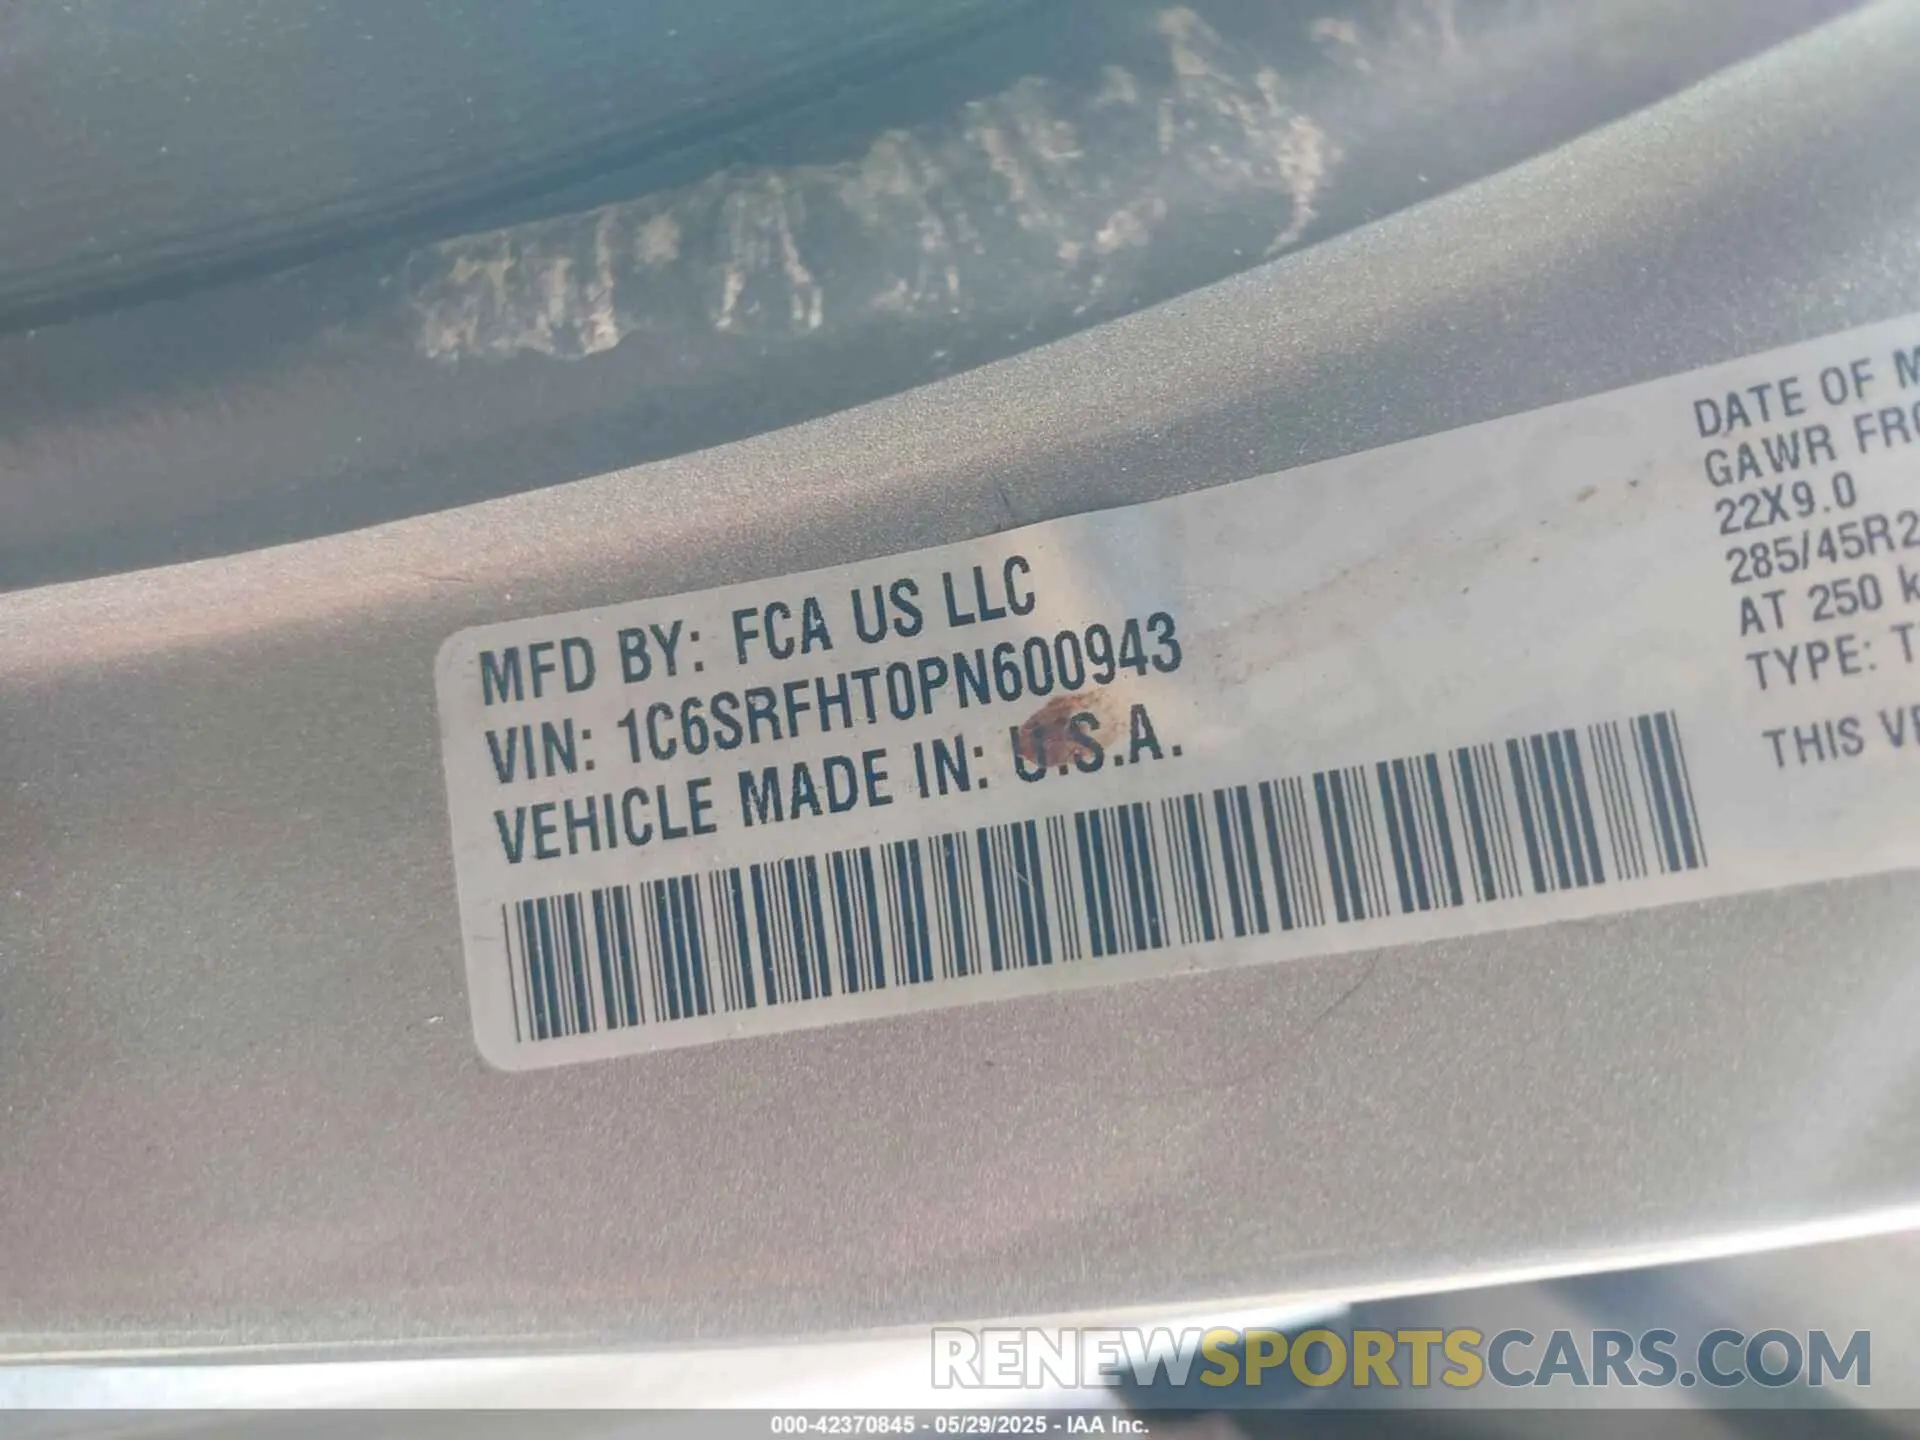 MFD BY: FCA US LLC
VIN: 1C6SRFHT0PN600943
VEHICLE MADE IN: U.S.A.
DATE OF
GAWR
22X9.0
285/45R2
AT 250
TYPE:
THIS
RENEWSPORTSCARS.COM
000-42370845 - 05/29/2025 - IAA Inc.